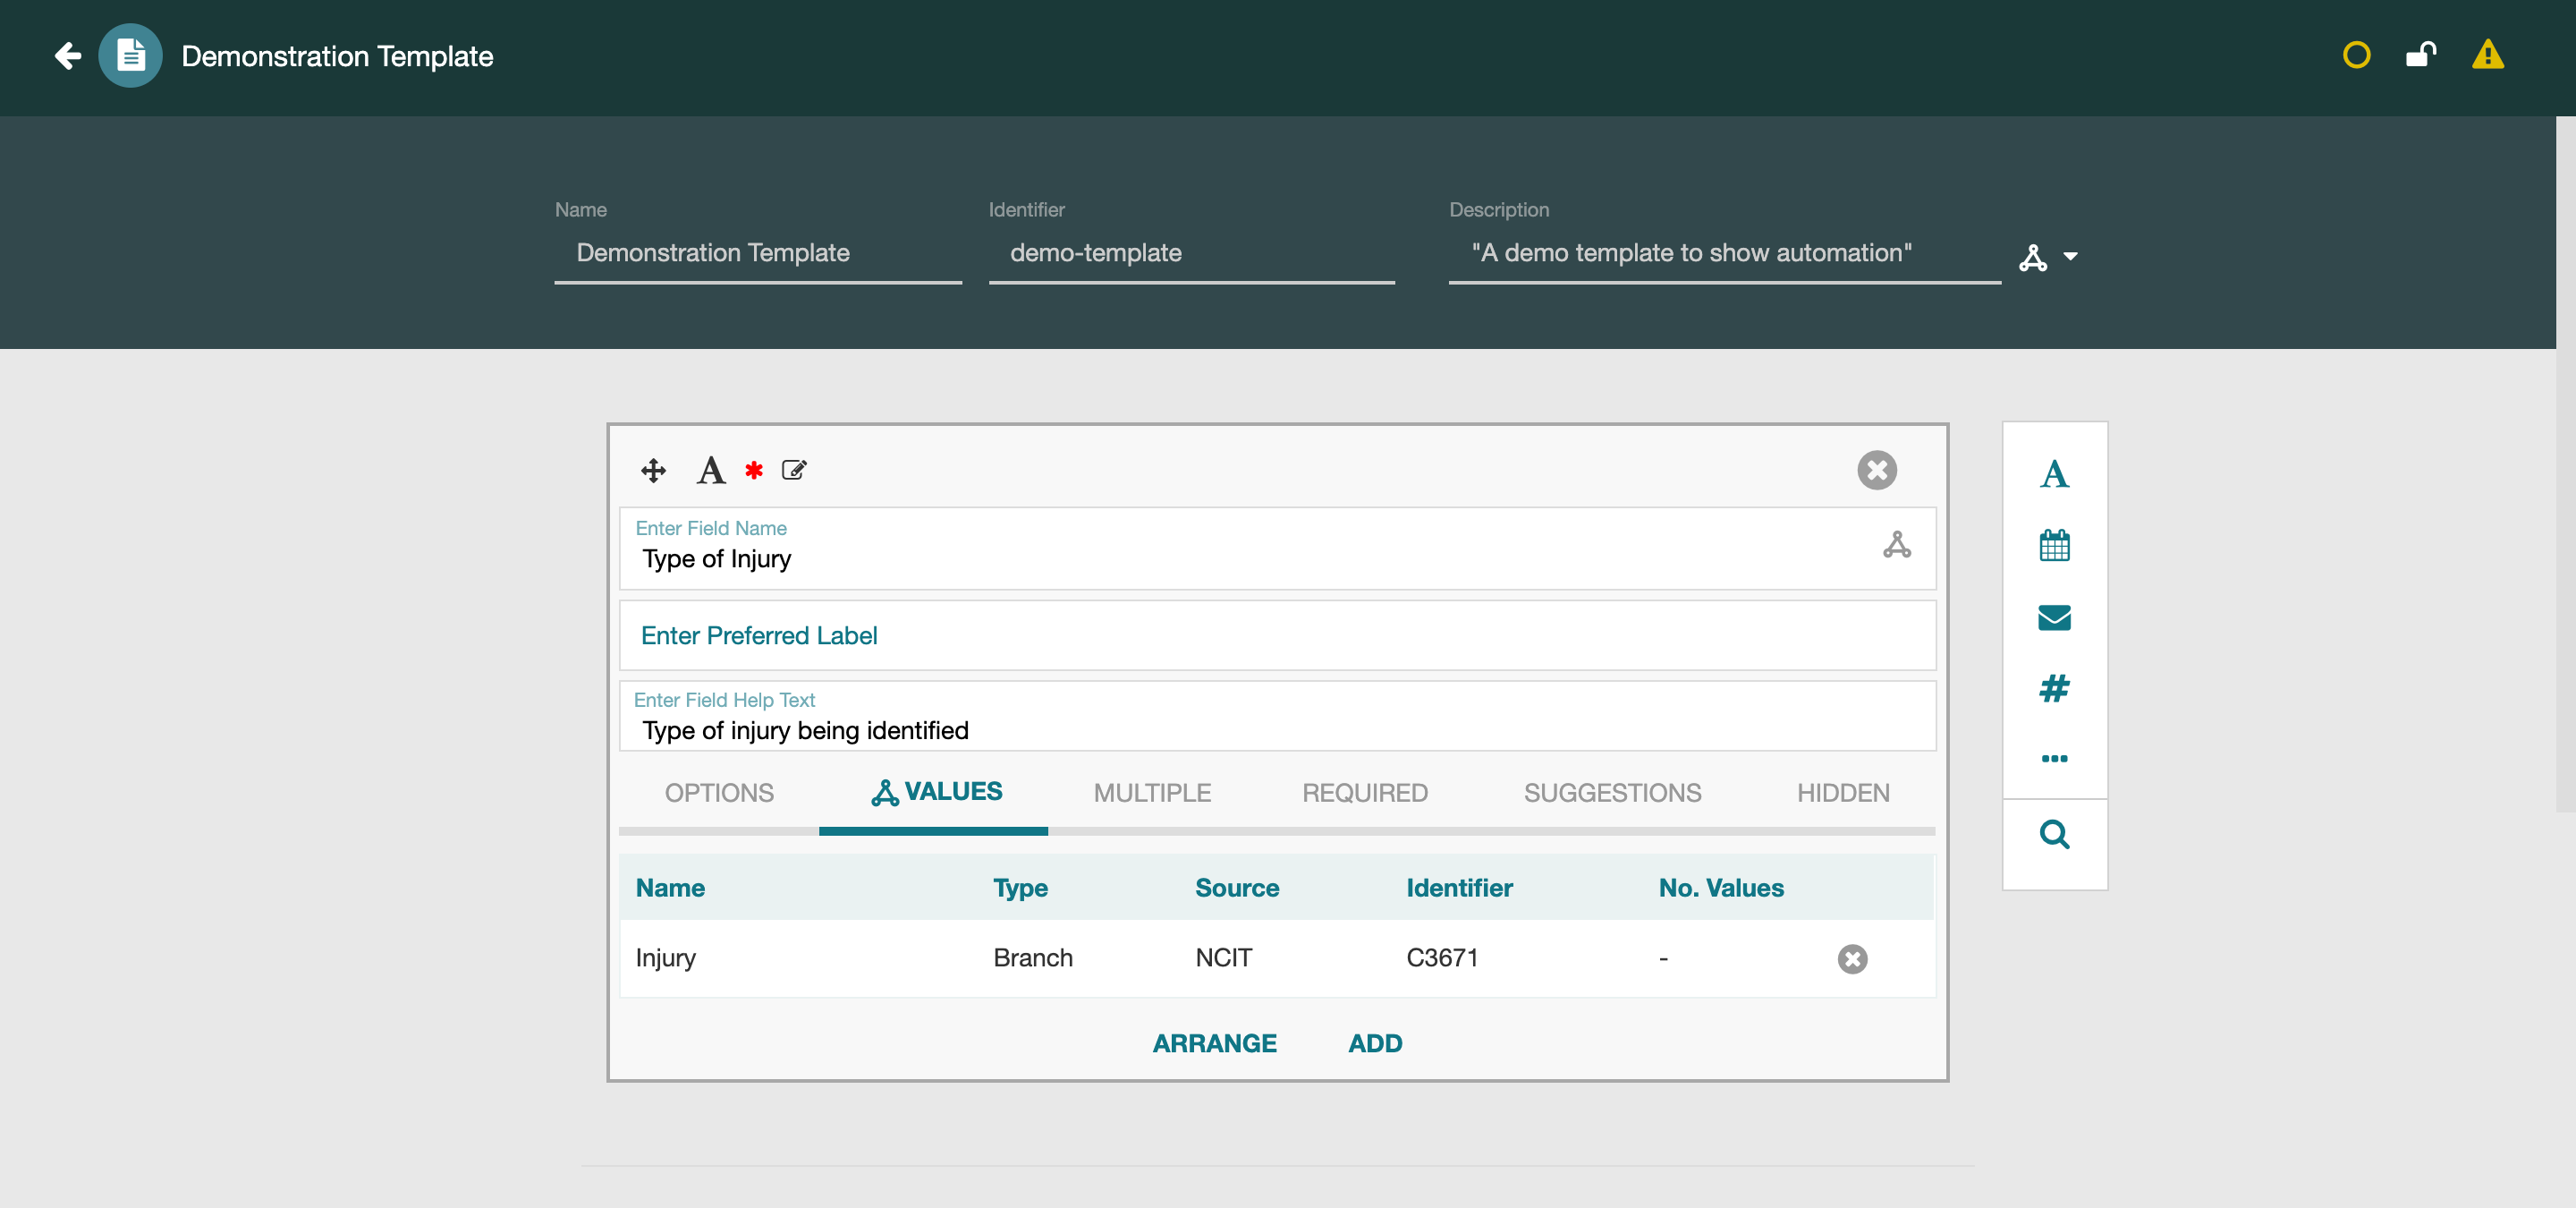 Demonstration Template
Name Identifier Description
Demonstration Template demo-template "A demo template to show automation"
A
Enter Field Name
Type of Injury
Enter Preferred Label
Enter Field Help Text
Type of injury being identified
OPTIONS VALUES MULTIPLE REQUIRED SUGGESTIONS HIDDEN
Name Type Source Identifier No. Values
Injury Branch NCIT C3671 -
ARRANGE ADD
A
#